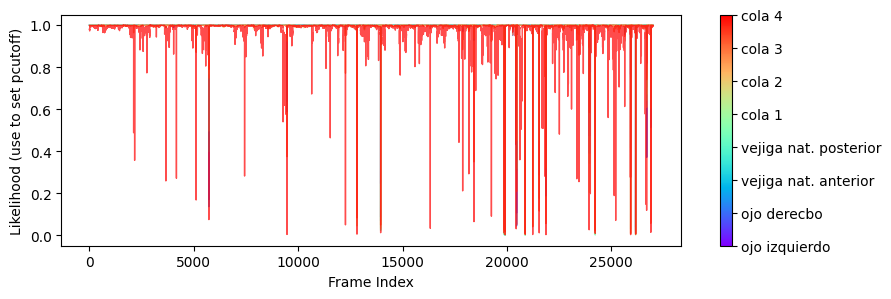 Likelihood (use to set pcutoff)
1.0
0.8
0.6
0.4
0.2
0.0
0
5000
10000
15000
20000
25000
Frame Index
cola 4
cola 3
cola 2
cola 1
vejiga nat. posterior
vejiga nat. anterior
ojo derecbo
ojo izquierdo